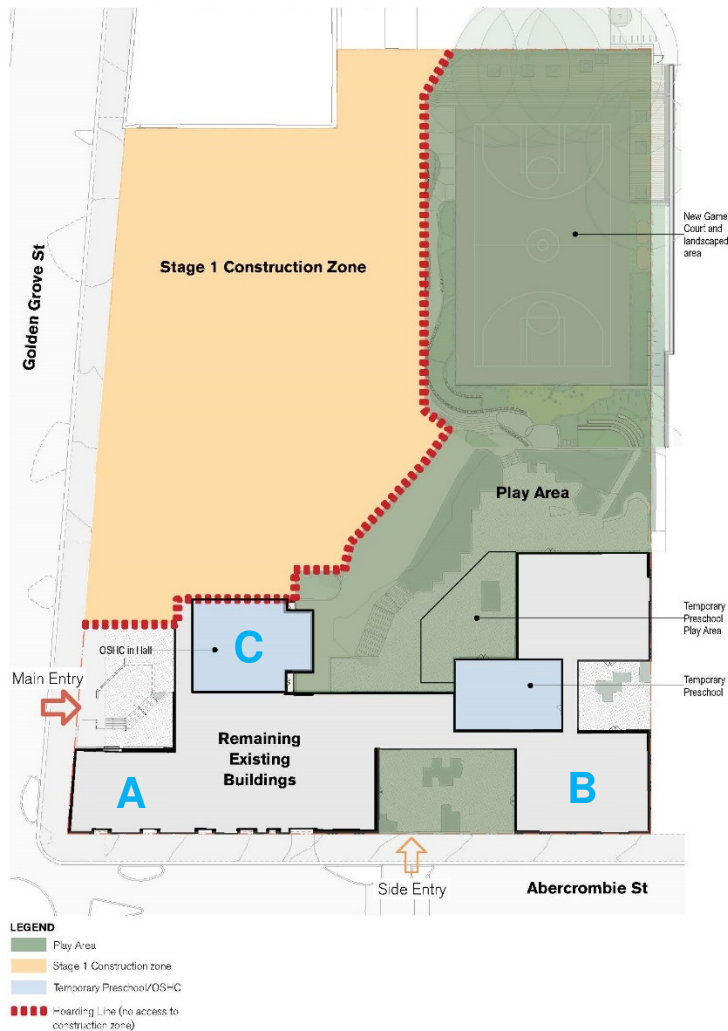 Golden Grove St
Stage 1 Construction Zone
New Game
Court and
landscaped
area
Play Area
Temporary
Preschool
Play Area
OSHC in Hall
C
Main Entry
Temporary
Preschool
Remaining
Existing
Buildings
A
B
Side Entry
Abercrombie St
LEGEND
Play Area
Stage 1 Construction zone
Temporary Preschool/OSHC
Hoarding Line (no access to
construction zone)